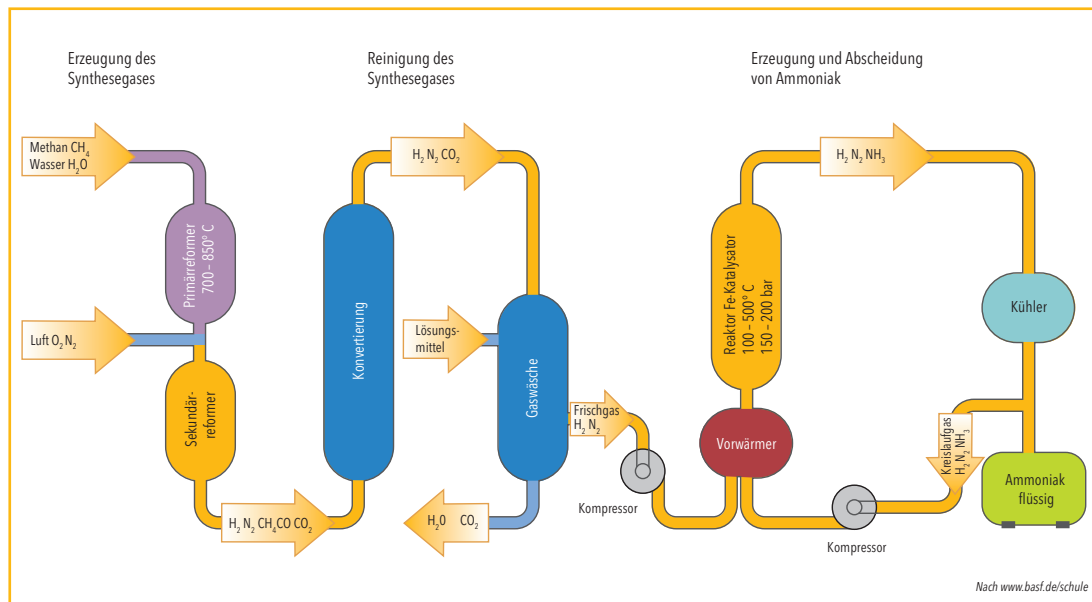 Erzeugung des
Synthesegases
Reinigung des
Synthesegases
Erzeugung und Abscheidung
von Ammoniak
Methan CH₄
Wasser H₂O
H₂ N₂ CO₂
H₂ N₂ NH₃
Primärreformer
700 – 850° C
Luft O₂ N₂
Sekundär-
reformer
H₂ N₂ CH₄CO CO₂
Konvertierung
Lösungs-
mittel
Gaswäsche
H₂0 CO₂
Frischgas
H₂ N₂
Kompressor
Reaktor Fe-Katalysator
100 – 500° C
150 – 200 bar
Vorwärmer
Kühler
Kreislaufgas
H₂ N₂ NH₃
Kompressor
Ammoniak
flüssig
Nach www.basf.de/schule